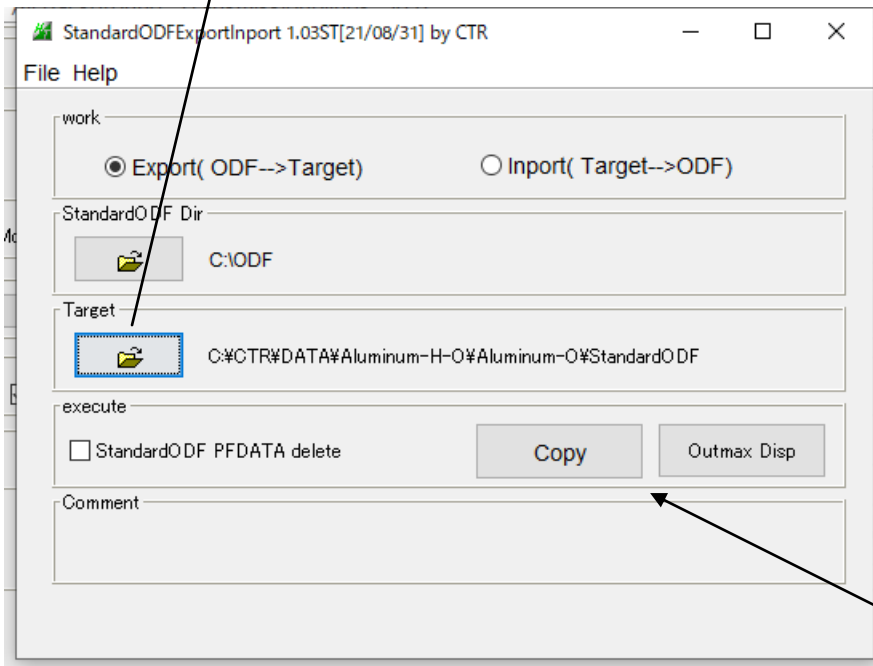 StandardODFExportInport 1.03ST[21/08/31] by CTR
File Help
work
Export( ODF-->Target)
Inport( Target-->ODF)
StandardODF Dir
C:\ODF
Target
C:¥CTR¥DATA¥Aluminum-H-O¥Aluminum-O¥StandardODF
execute
StandardODF PFDATA delete
Copy
Outmax Disp
Comment